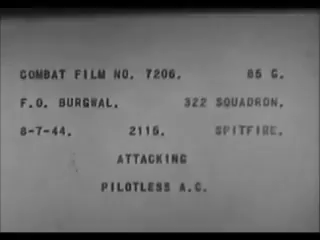 COMBAT FILM NO. 7206. 85 G.
F.O. BURGWAL. 322 SQUADRON.
8-7-44. 2115. SPITFIRE.
ATTACKING
PILOTLESS A.C.